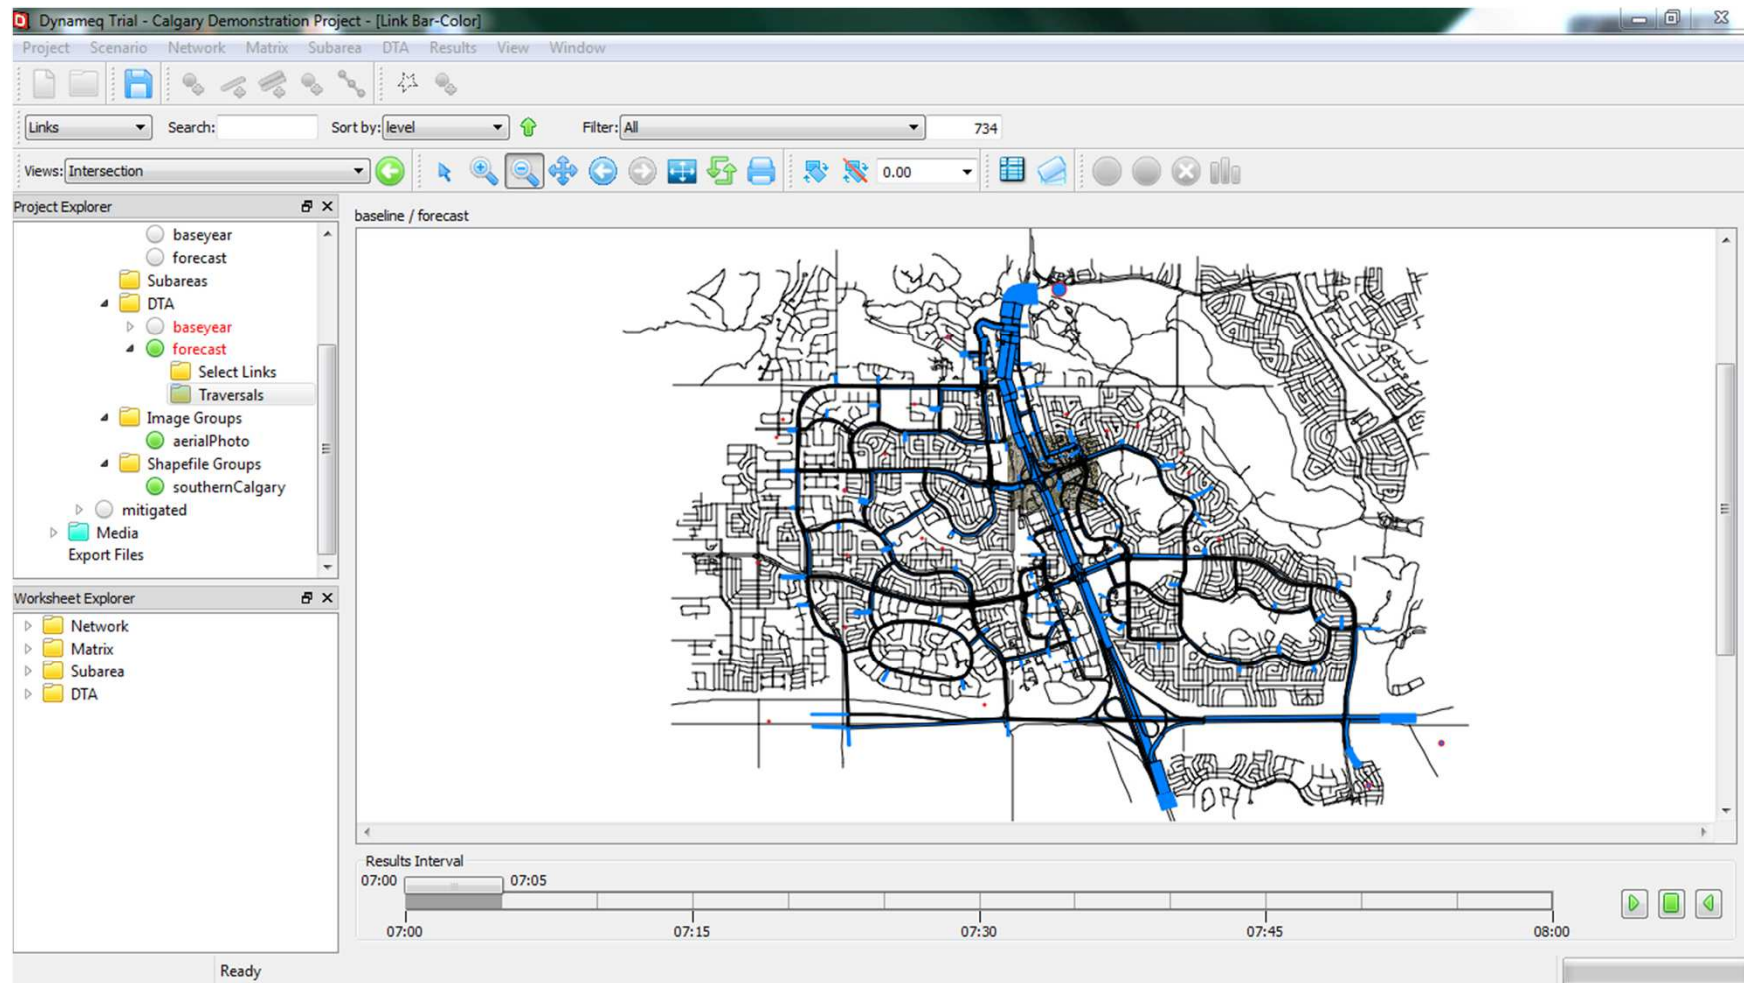 Dynameq Trial - Calgary Demonstration Project - [Link Bar-Color]
Project Scenario Network Matrix Subarea DTA Results View Window
Links Search: Sort by: level Filter: All 734
Views: Intersection 0.00
Project Explorer
baseline / forecast
baseyear
forecast
Subareas
DTA
baseyear
forecast
Select Links
Traversals
Image Groups
aerialPhoto
Shapefile Groups
southernCalgary
mitigated
Media
Export Files
Worksheet Explorer
Network
Matrix
Subarea
DTA
Results Interval
07:00 07:05
07:00 07:15 07:30 07:45 08:00
Ready